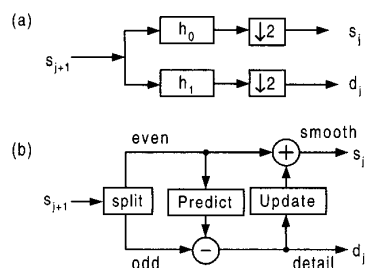 (a)
h₀ ↓2 sⱼ
sⱼ₊₁
h₁ ↓2 dⱼ
(b)
even smooth
+ sⱼ
sⱼ₊₁ split Predict Update
− dⱼ
odd detail